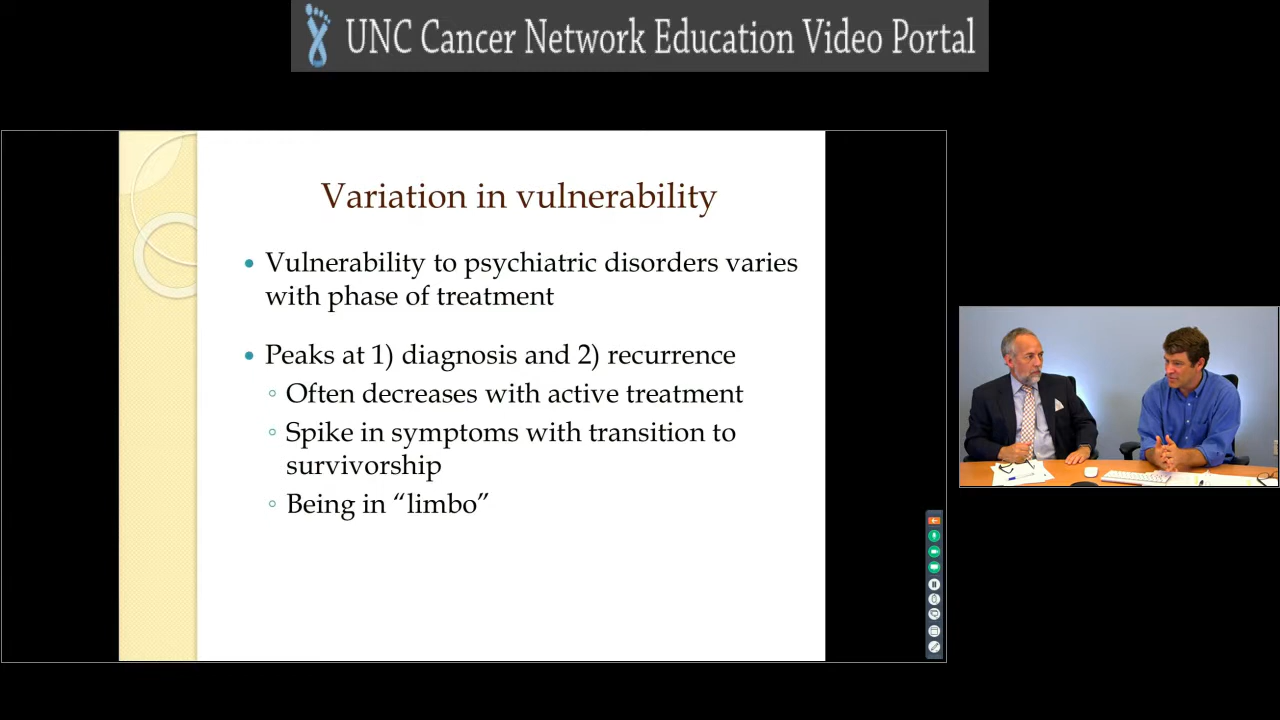 UNC Cancer Network Education Video Portal
Variation in vulnerability
• Vulnerability to psychiatric disorders varies
with phase of treatment
• Peaks at 1) diagnosis and 2) recurrence
◦ Often decreases with active treatment
◦ Spike in symptoms with transition to
survivorship
◦ Being in “limbo”